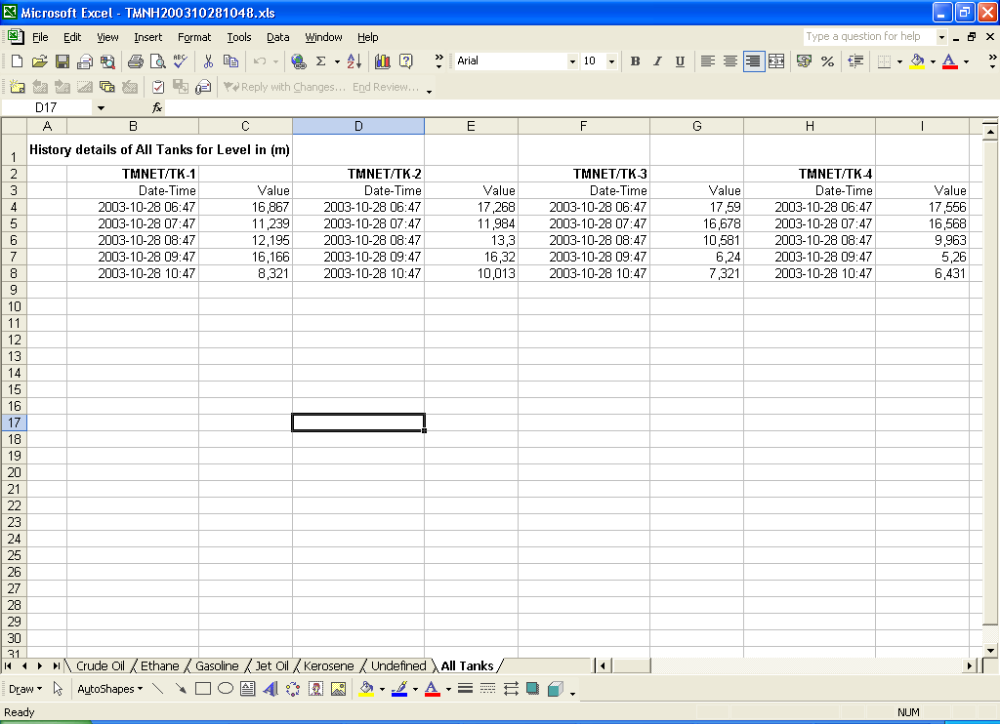 Microsoft Excel - TMNH200310281048.xls
File Edit View Insert Format Tools Data Window Help Type a question for help
Arial 10 B I U %
Reply with Changes... End Review...
D17 fx
A B C D E F G H I
1 History details of All Tanks for Level in (m)
2 TMNET/TK-1 TMNET/TK-2 TMNET/TK-3 TMNET/TK-4
3 Date-Time Value Date-Time Value Date-Time Value Date-Time Value
4 2003-10-28 06:47 16,867 2003-10-28 06:47 17,268 2003-10-28 06:47 17,59 2003-10-28 06:47 17,556
5 2003-10-28 07:47 11,239 2003-10-28 07:47 11,984 2003-10-28 07:47 16,678 2003-10-28 07:47 16,568
6 2003-10-28 08:47 12,195 2003-10-28 08:47 13,3 2003-10-28 08:47 10,581 2003-10-28 08:47 9,963
7 2003-10-28 09:47 16,166 2003-10-28 09:47 16,32 2003-10-28 09:47 6,24 2003-10-28 09:47 5,26
8 2003-10-28 10:47 8,321 2003-10-28 10:47 10,013 2003-10-28 10:47 7,321 2003-10-28 10:47 6,431
9
10
11
12
13
14
15
16
17
18
19
20
21
22
23
24
25
26
27
28
29
30
31
Crude Oil Ethane Gasoline Jet Oil Kerosene Undefined All Tanks
Draw AutoShapes
Ready NUM